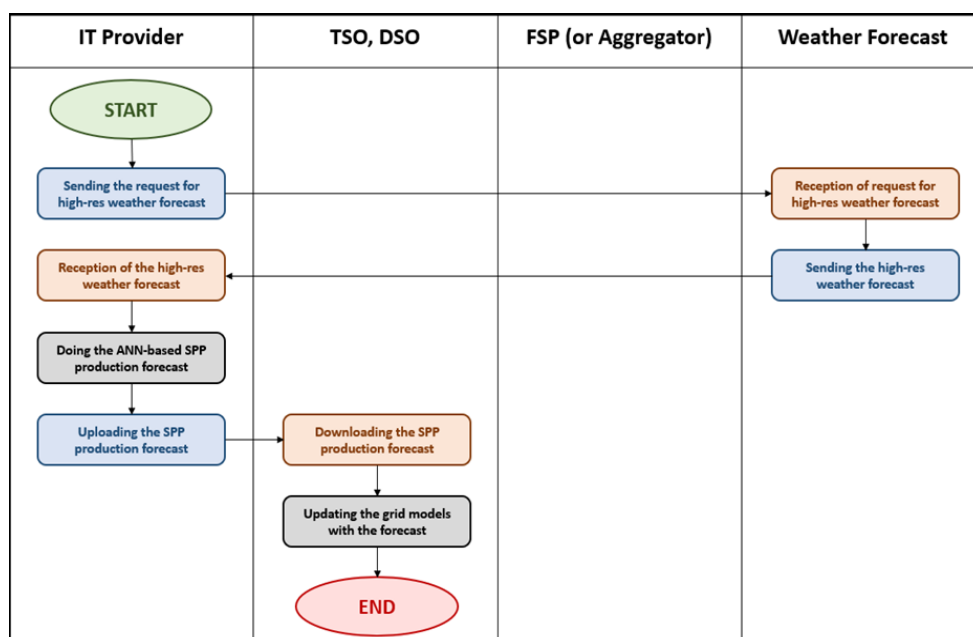 IT Provider
TSO, DSO
FSP (or Aggregator)
Weather Forecast
START
Sending the request for
high-res weather forecast
Reception of request for
high-res weather forecast
Reception of the high-res
weather forecast
Sending the high-res
weather forecast
Doing the ANN-based SPP
production forecast
Uploading the SPP
production forecast
Downloading the SPP
production forecast
Updating the grid models
with the forecast
END